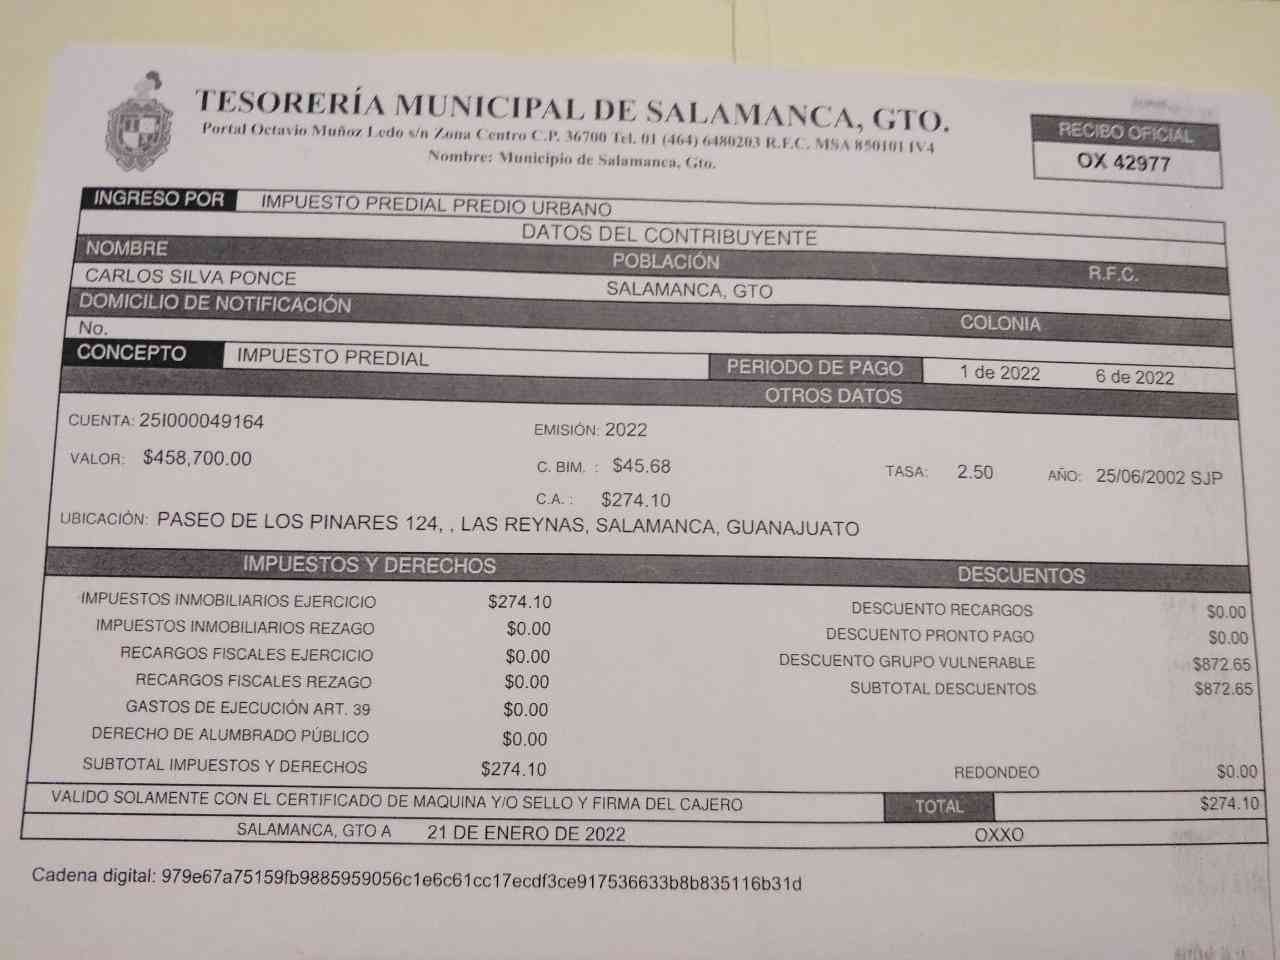 TESORERÍA MUNICIPAL DE SALAMANCA, GTO.
Portal Octavio Muñoz Ledo s/n Zona Centro C.P. 36700 Tel. 01 (464) 6480203 R.F.C. MSA 850101 IV4
Nombre: Municipio de Salamanca, Gto.
RECIBO OFICIAL
OX 42977
INGRESO POR IMPUESTO PREDIAL PREDIO URBANO
DATOS DEL CONTRIBUYENTE
NOMBRE POBLACIÓN R.F.C.
CARLOS SILVA PONCE SALAMANCA, GTO
DOMICILIO DE NOTIFICACIÓN COLONIA
No.
CONCEPTO IMPUESTO PREDIAL PERIODO DE PAGO 1 de 2022 6 de 2022
OTROS DATOS
CUENTA: 25I000049164 EMISIÓN: 2022
VALOR: $458,700.00 C. BIM. : $45.68 TASA: 2.50 AÑO: 25/06/2002 SJP
C.A. : $274.10
UBICACIÓN: PASEO DE LOS PINARES 124, , LAS REYNAS, SALAMANCA, GUANAJUATO
IMPUESTOS Y DERECHOS DESCUENTOS
IMPUESTOS INMOBILIARIOS EJERCICIO $274.10 DESCUENTO RECARGOS $0.00
IMPUESTOS INMOBILIARIOS REZAGO $0.00 DESCUENTO PRONTO PAGO $0.00
RECARGOS FISCALES EJERCICIO $0.00 DESCUENTO GRUPO VULNERABLE $872.65
RECARGOS FISCALES REZAGO $0.00 SUBTOTAL DESCUENTOS $872.65
GASTOS DE EJECUCIÓN ART. 39 $0.00
DERECHO DE ALUMBRADO PÚBLICO $0.00
SUBTOTAL IMPUESTOS Y DERECHOS $274.10 REDONDEO $0.00
VALIDO SOLAMENTE CON EL CERTIFICADO DE MAQUINA Y/O SELLO Y FIRMA DEL CAJERO TOTAL $274.10
SALAMANCA, GTO A 21 DE ENERO DE 2022 OXXO
Cadena digital: 979e67a75159fb9885959056c1e6c61cc17ecdf3ce917536633b8b835116b31d